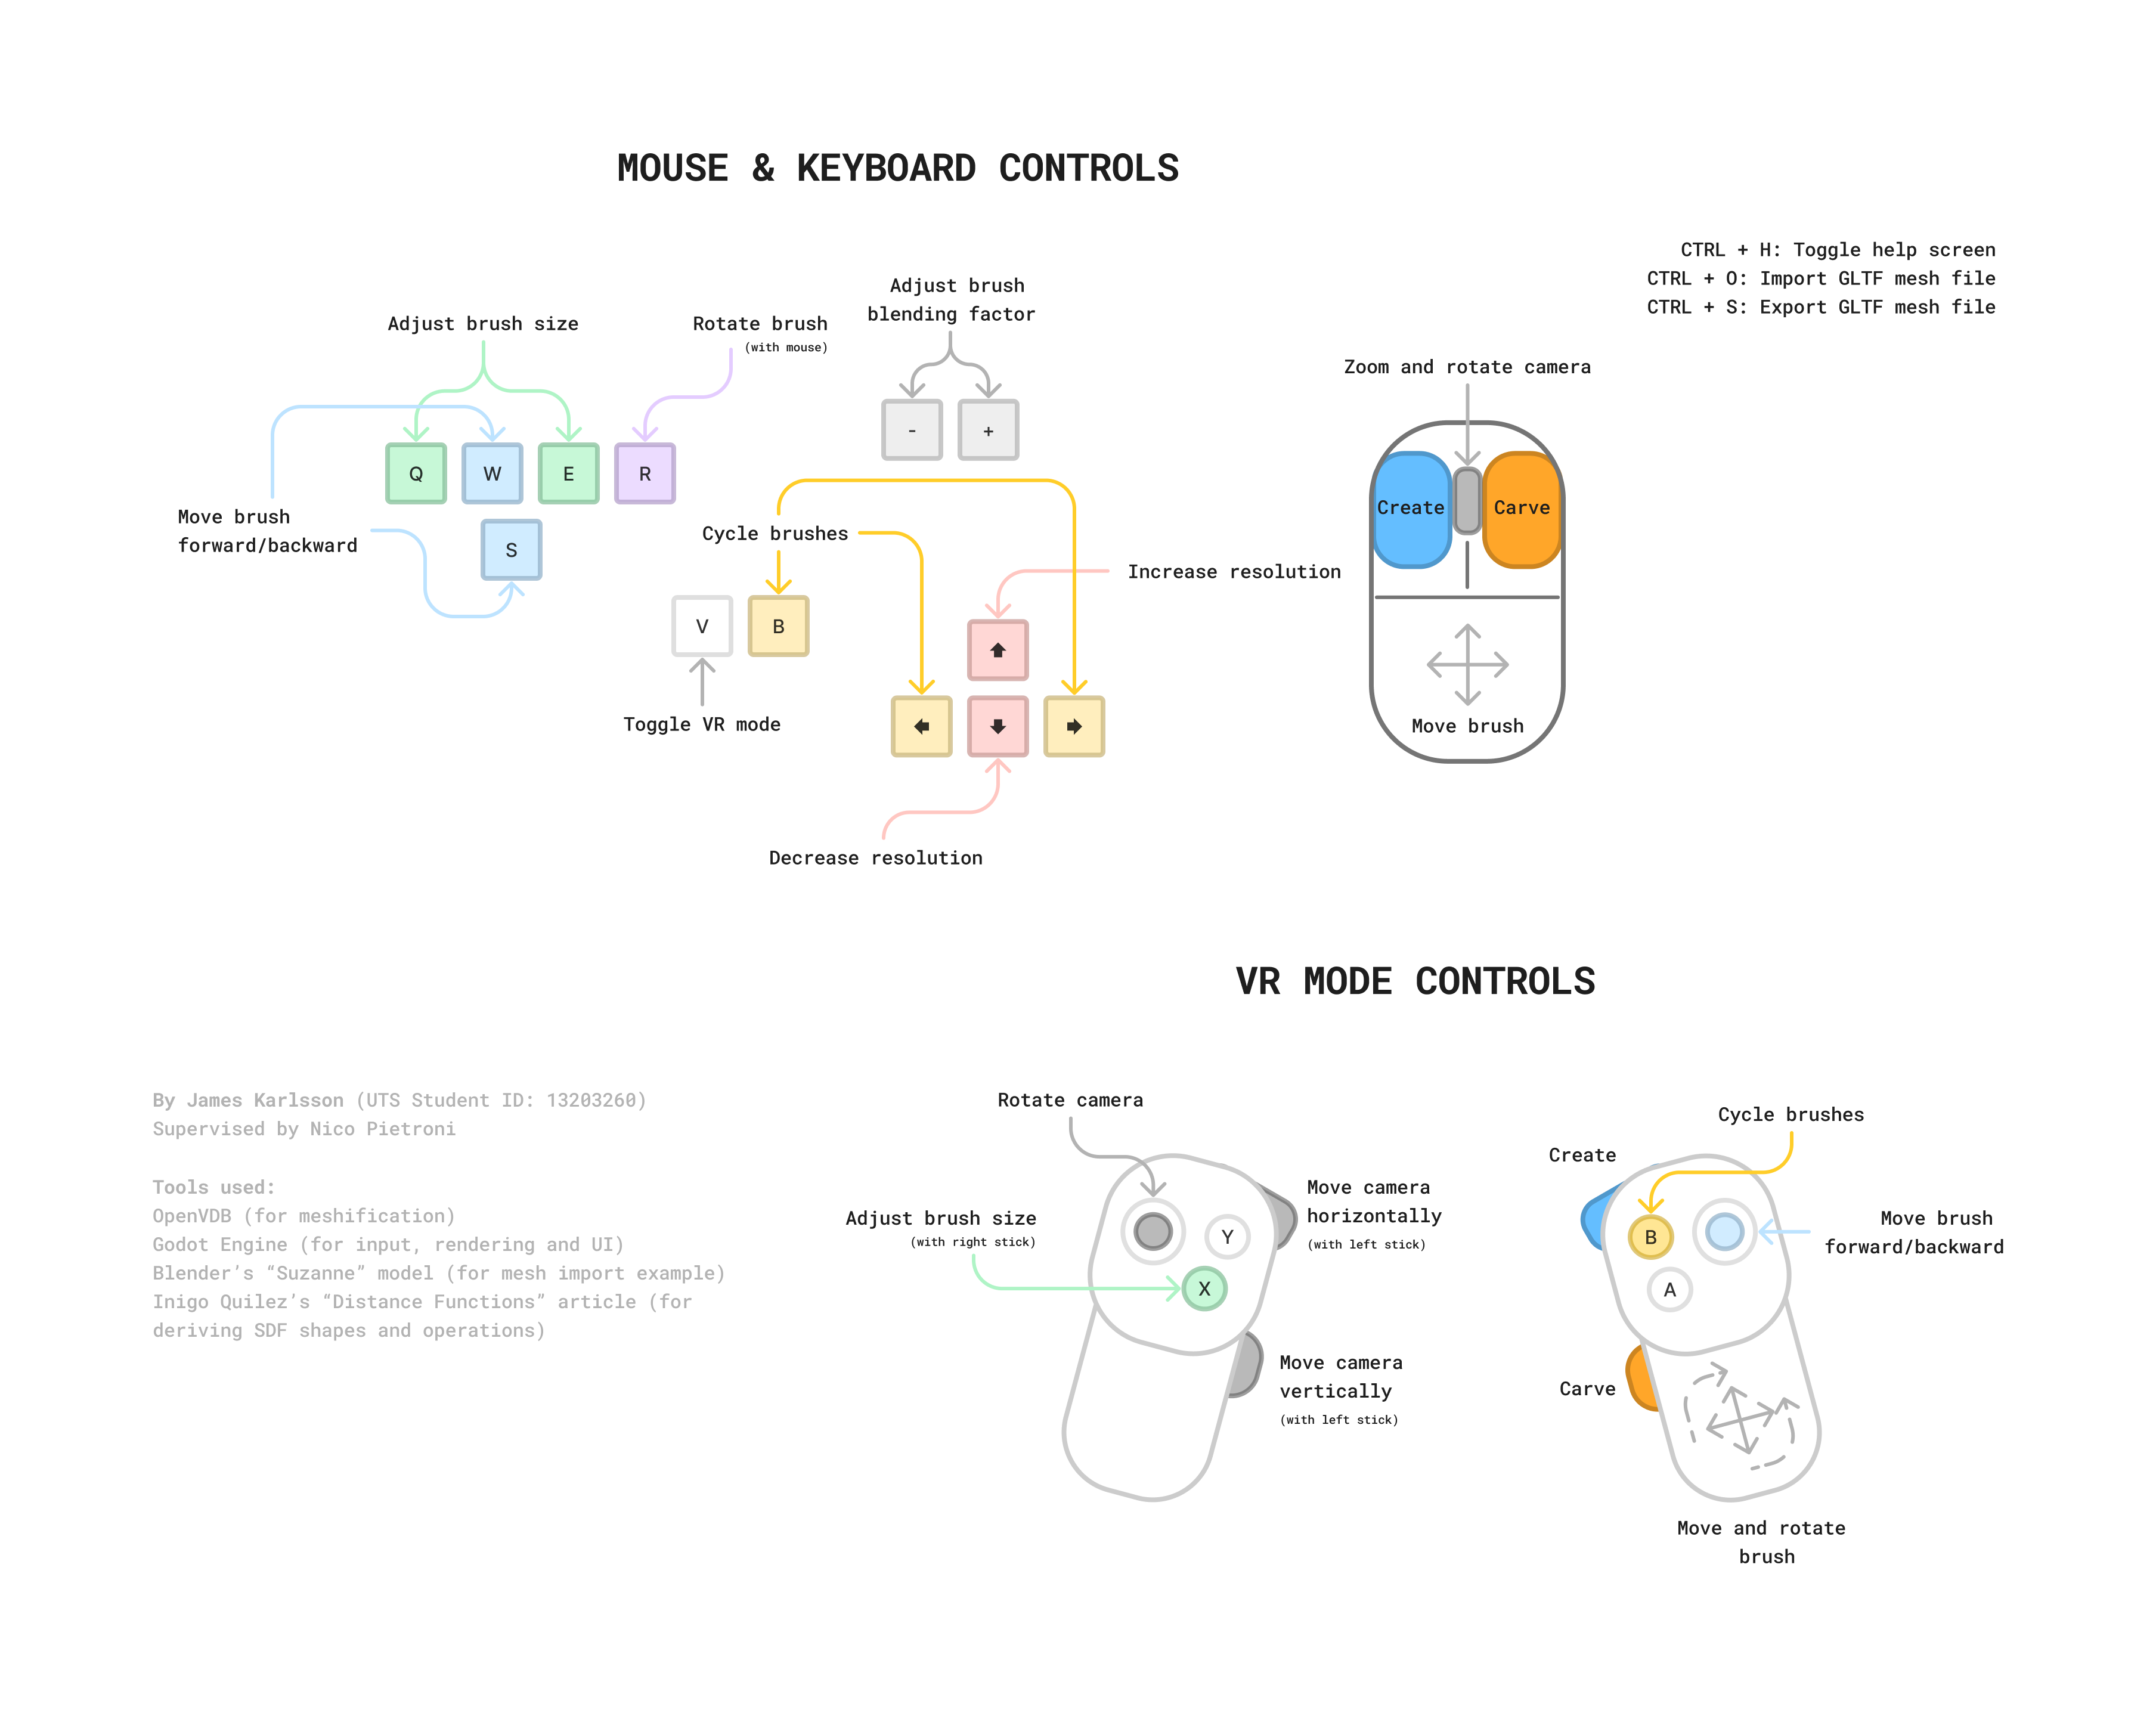 MOUSE & KEYBOARD CONTROLS
CTRL + H: Toggle help screen
CTRL + O: Import GLTF mesh file
CTRL + S: Export GLTF mesh file
Adjust brush size
Rotate brush
(with mouse)
Adjust brush
blending factor
Zoom and rotate camera
-
+
Q
W
E
R
Create
Carve
Move brush
forward/backward
S
Cycle brushes
Increase resolution
V
B
Toggle VR mode
Move brush
Decrease resolution
VR MODE CONTROLS
By James Karlsson (UTS Student ID: 13203260)
Supervised by Nico Pietroni
Tools used:
OpenVDB (for meshification)
Godot Engine (for input, rendering and UI)
Blender’s “Suzanne” model (for mesh import example)
Inigo Quilez’s “Distance Functions” article (for
deriving SDF shapes and operations)
Rotate camera
Adjust brush size
(with right stick)
Y
X
Move camera
horizontally
(with left stick)
Move camera
vertically
(with left stick)
Cycle brushes
Create
B
A
Move brush
forward/backward
Carve
Move and rotate
brush